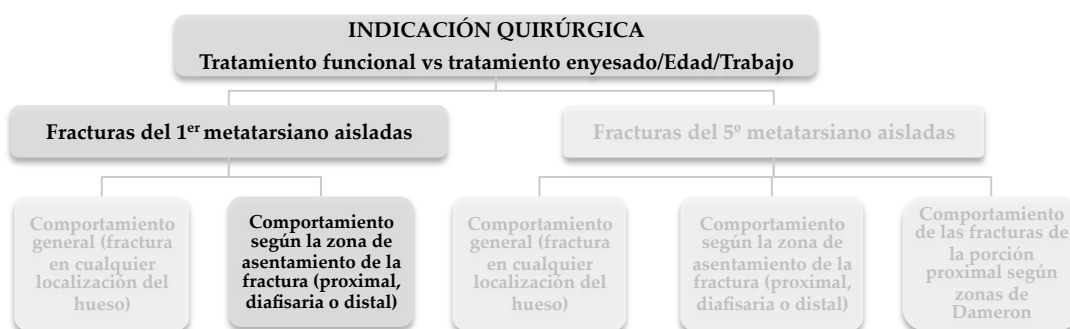 INDICACIÓN QUIRÚRGICA
Tratamiento funcional vs tratamiento enyesado/Edad/Trabajo
Fracturas del 1er metatarsiano aisladas
Fracturas del 5º metatarsiano aisladas
Comportamiento
general (fractura
en cualquier
localización del
hueso)
Comportamiento
según la zona de
asentamiento de la
fractura (proximal,
diafisaria o distal)
Comportamiento
general (fractura
en cualquier
localización del
hueso)
Comportamiento
según la zona de
asentamiento de la
fractura (proximal,
diafisaria o distal)
Comportamiento
de las fracturas de
la porción
proximal según
zonas de
Dameron